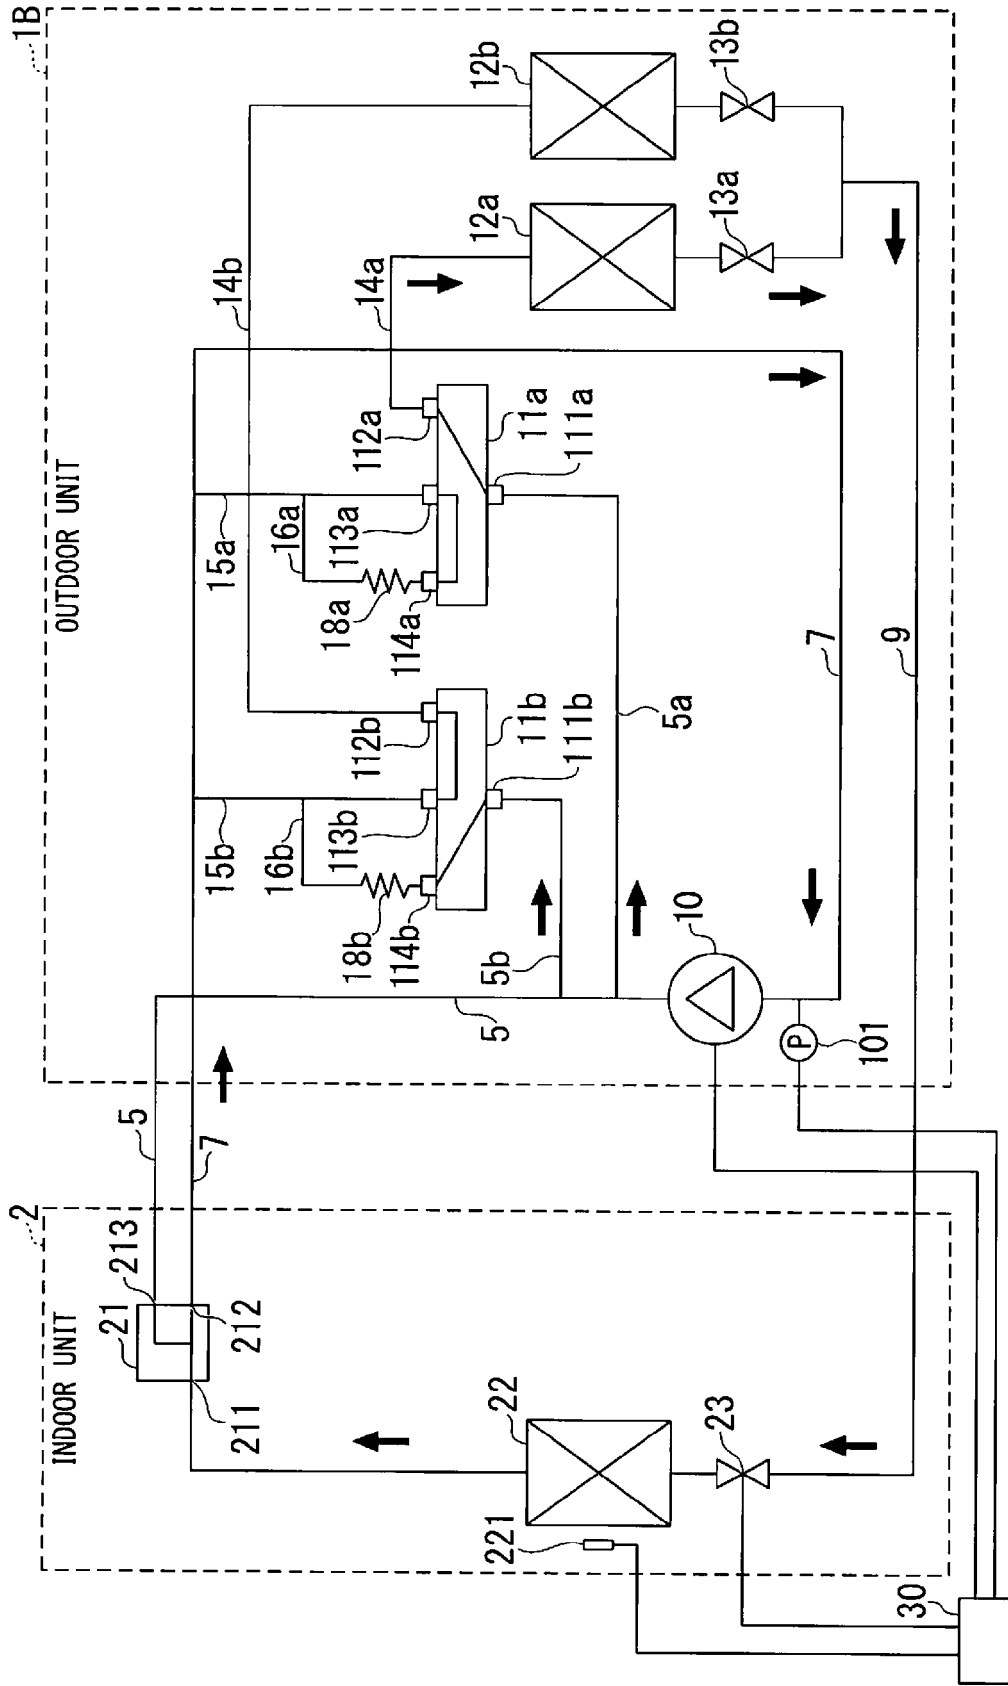 1B
OUTDOOR UNIT
12b
13b
12a
13a
14b
14a
112a
11a
111a
15a
16a
113a
18a
114a
7
9
5a
112b
11b
111b
15b
16b
113b
18b
114b
5b
10
5
P
101
5
7
2
INDOOR UNIT
21
213
212
211
22
23
221
30